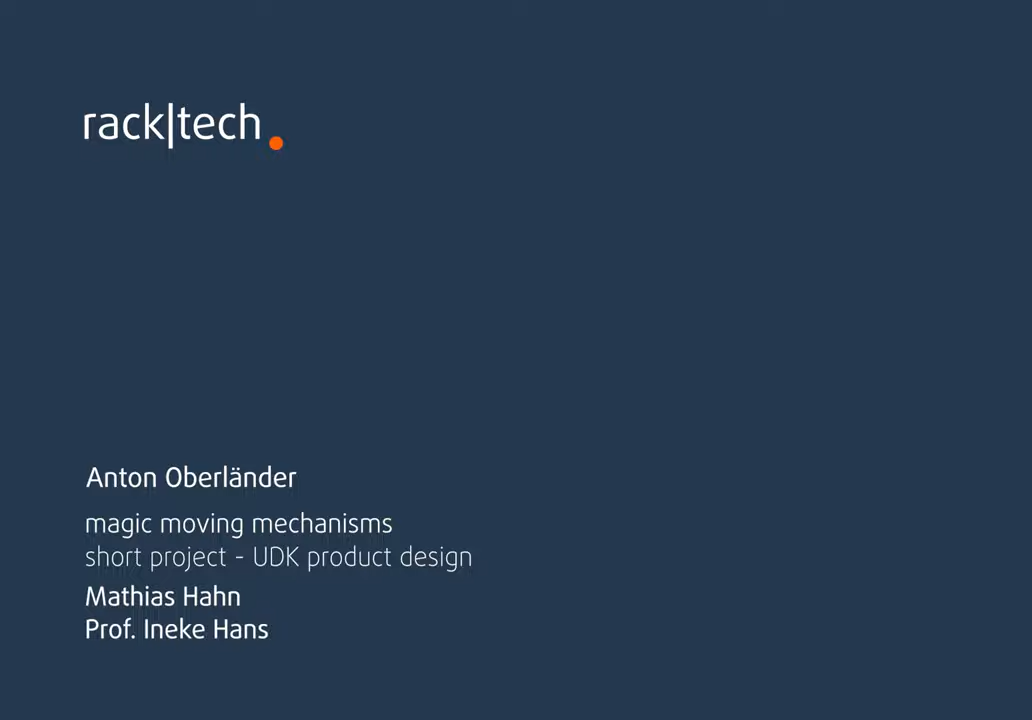 rack|tech.
Anton Oberländer
magic moving mechanisms
short project - UDK product design
Mathias Hahn
Prof. Ineke Hans